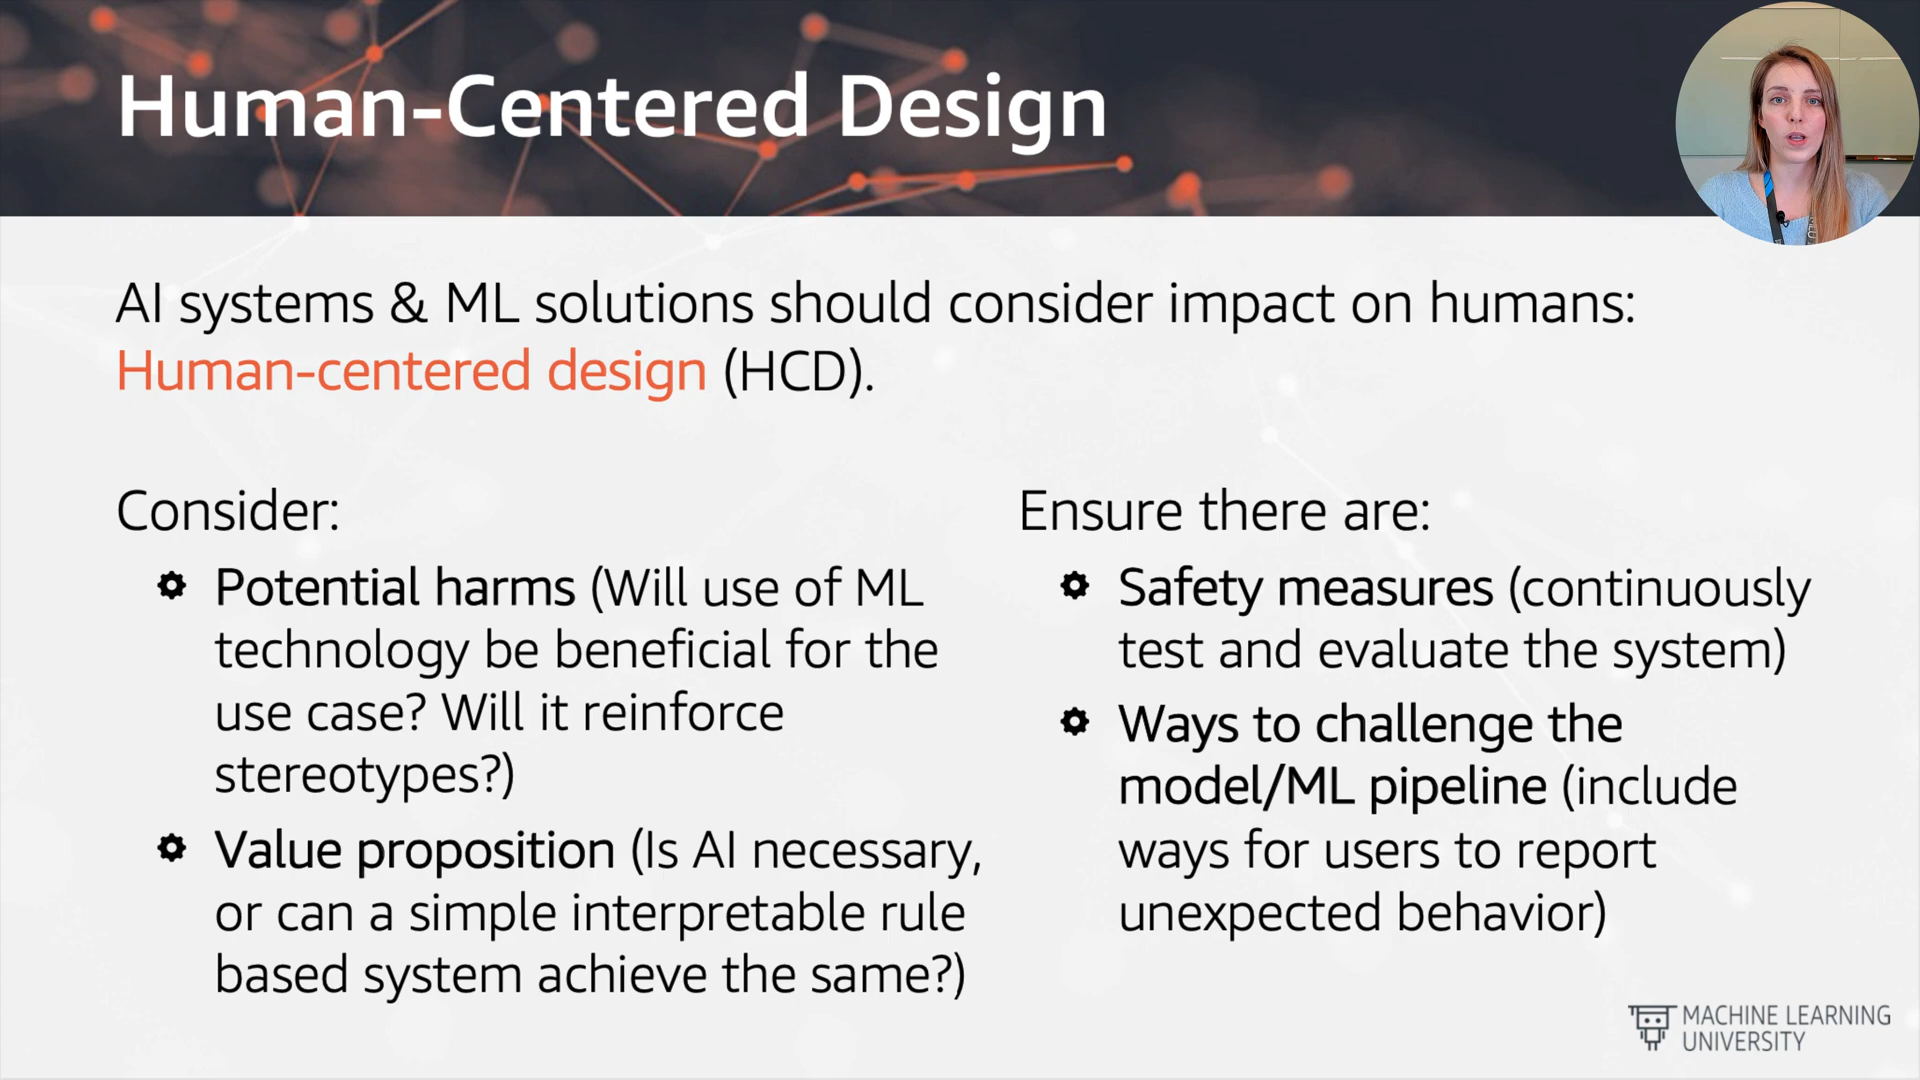 Human-Centered Design
AI systems & ML solutions should consider impact on humans:
Human-centered design (HCD).
Consider:
Potential harms (Will use of ML
technology be beneficial for the
use case? Will it reinforce
stereotypes?)
Value proposition (Is AI necessary,
or can a simple interpretable rule
based system achieve the same?)
Ensure there are:
Safety measures (continuously
test and evaluate the system)
Ways to challenge the
model/ML pipeline (include
ways for users to report
unexpected behavior)
MACHINE LEARNING
UNIVERSITY